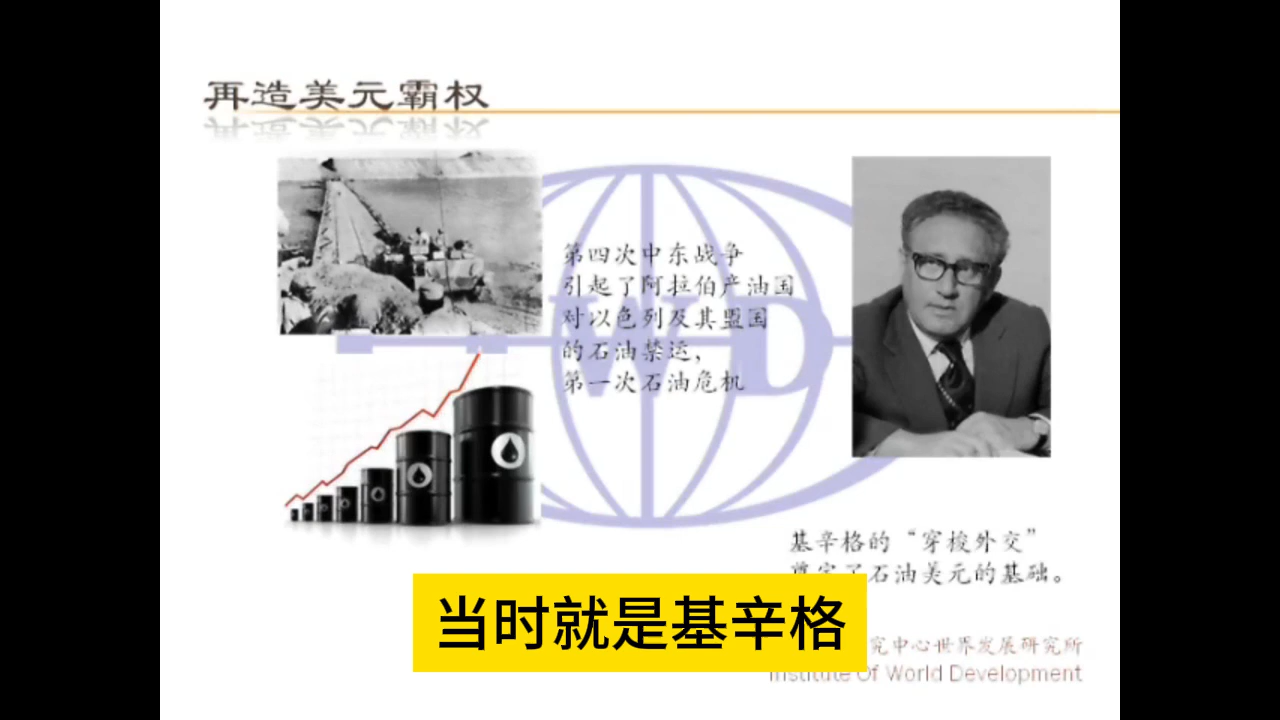 再造美元霸权
第四次中东战争
引起了阿拉伯产油国
对以色列及其盟国
的石油禁运，
第一次石油危机
IWD
基辛格的“穿梭外交”
奠定了石油美元的基础。
当时就是基辛格
究中心世界发展研究所
Institute Of World Development